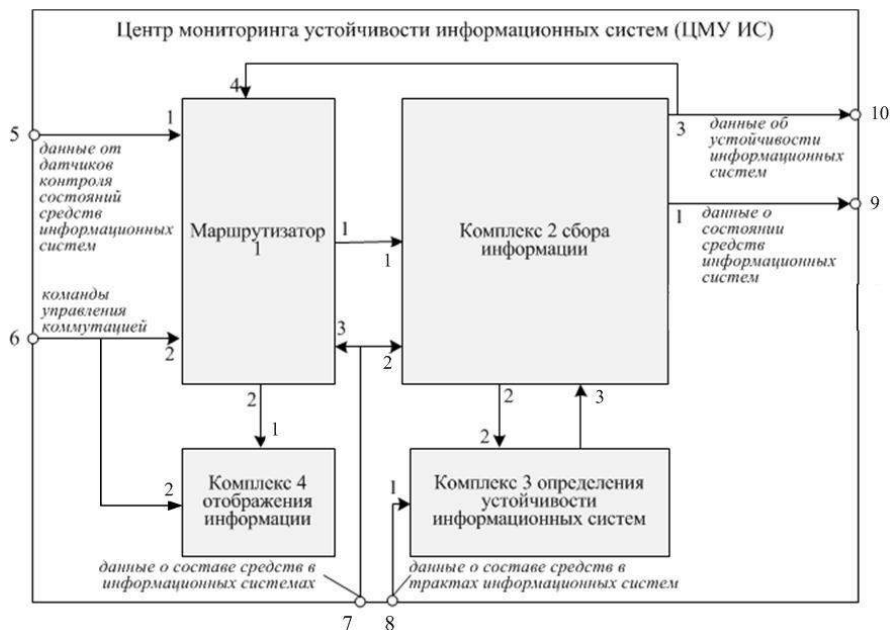 Центр мониторинга устойчивости информационных систем (ЦМУ ИС)
4
1
5
данные от
датчиков
контроля
состояний
средств
информационных
систем
Маршрутизатор
1
1
1
Комплекс 2 сбора
информации
3
10
данные об
устойчивости
информационных
систем
9
1
данные о
состоянии
средств
информационных
систем
команды
управления
коммутацией
6
2
3
2
2
1
2
2
3
2
Комплекс 4
отображения
информации
1
Комплекс 3 определения
устойчивости
информационных систем
данные о составе средств в
информационных системах
данные о составе средств в
трактах информационных систем
7
8